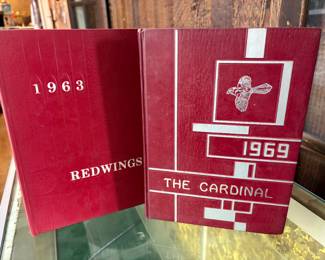 1963
REDWINGS
1969
THE CARDINAL